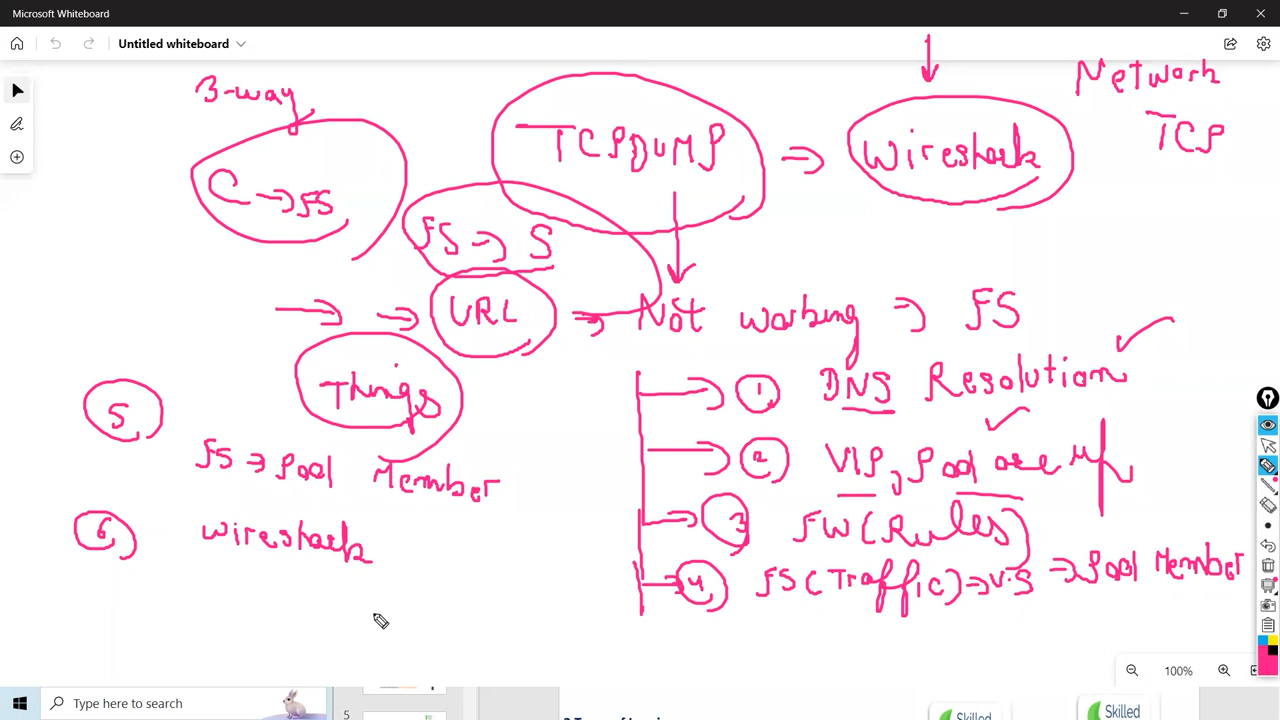 Microsoft Whiteboard
Untitled whiteboard
3-way
C → FS
TCPDUMP ⇒ Wireshark
Network
TCP
FS → S
→ → URL ⇒ Not working ⇒ FS
Things
1 DNS Resolution
2 VIP, Pool are up
3 FW (Rules)
4 FS (Traffic) ⇒ V.S → Pool Member
5 FS → Pool Member
6 Wireshark
100%
Type here to search
5
Skilled
Skilled